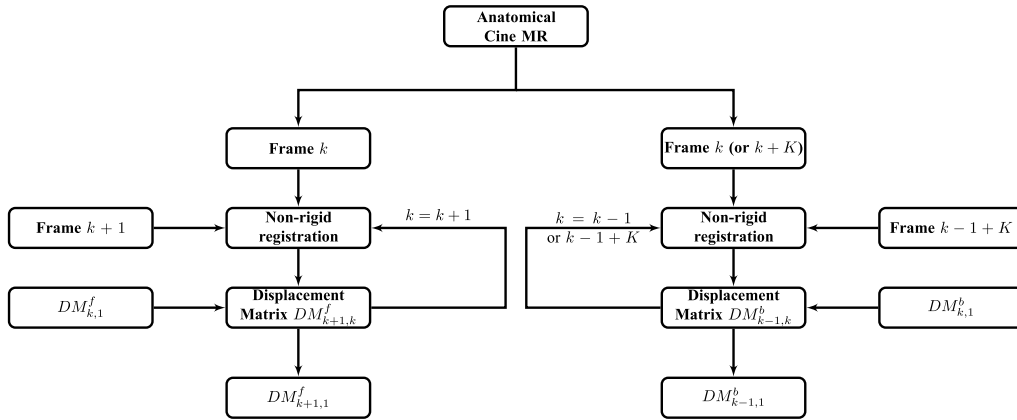 Anatomical
Cine MR
Frame k
Frame k (or k + K)
Frame k + 1
Non-rigid
registration
k = k + 1
k = k − 1
or k − 1 + K
Non-rigid
registration
Frame k − 1 + K
DM^f_{k,1}
Displacement
Matrix DM^f_{k+1,k}
Displacement
Matrix DM^b_{k−1,k}
DM^b_{k,1}
DM^f_{k+1,1}
DM^b_{k−1,1}